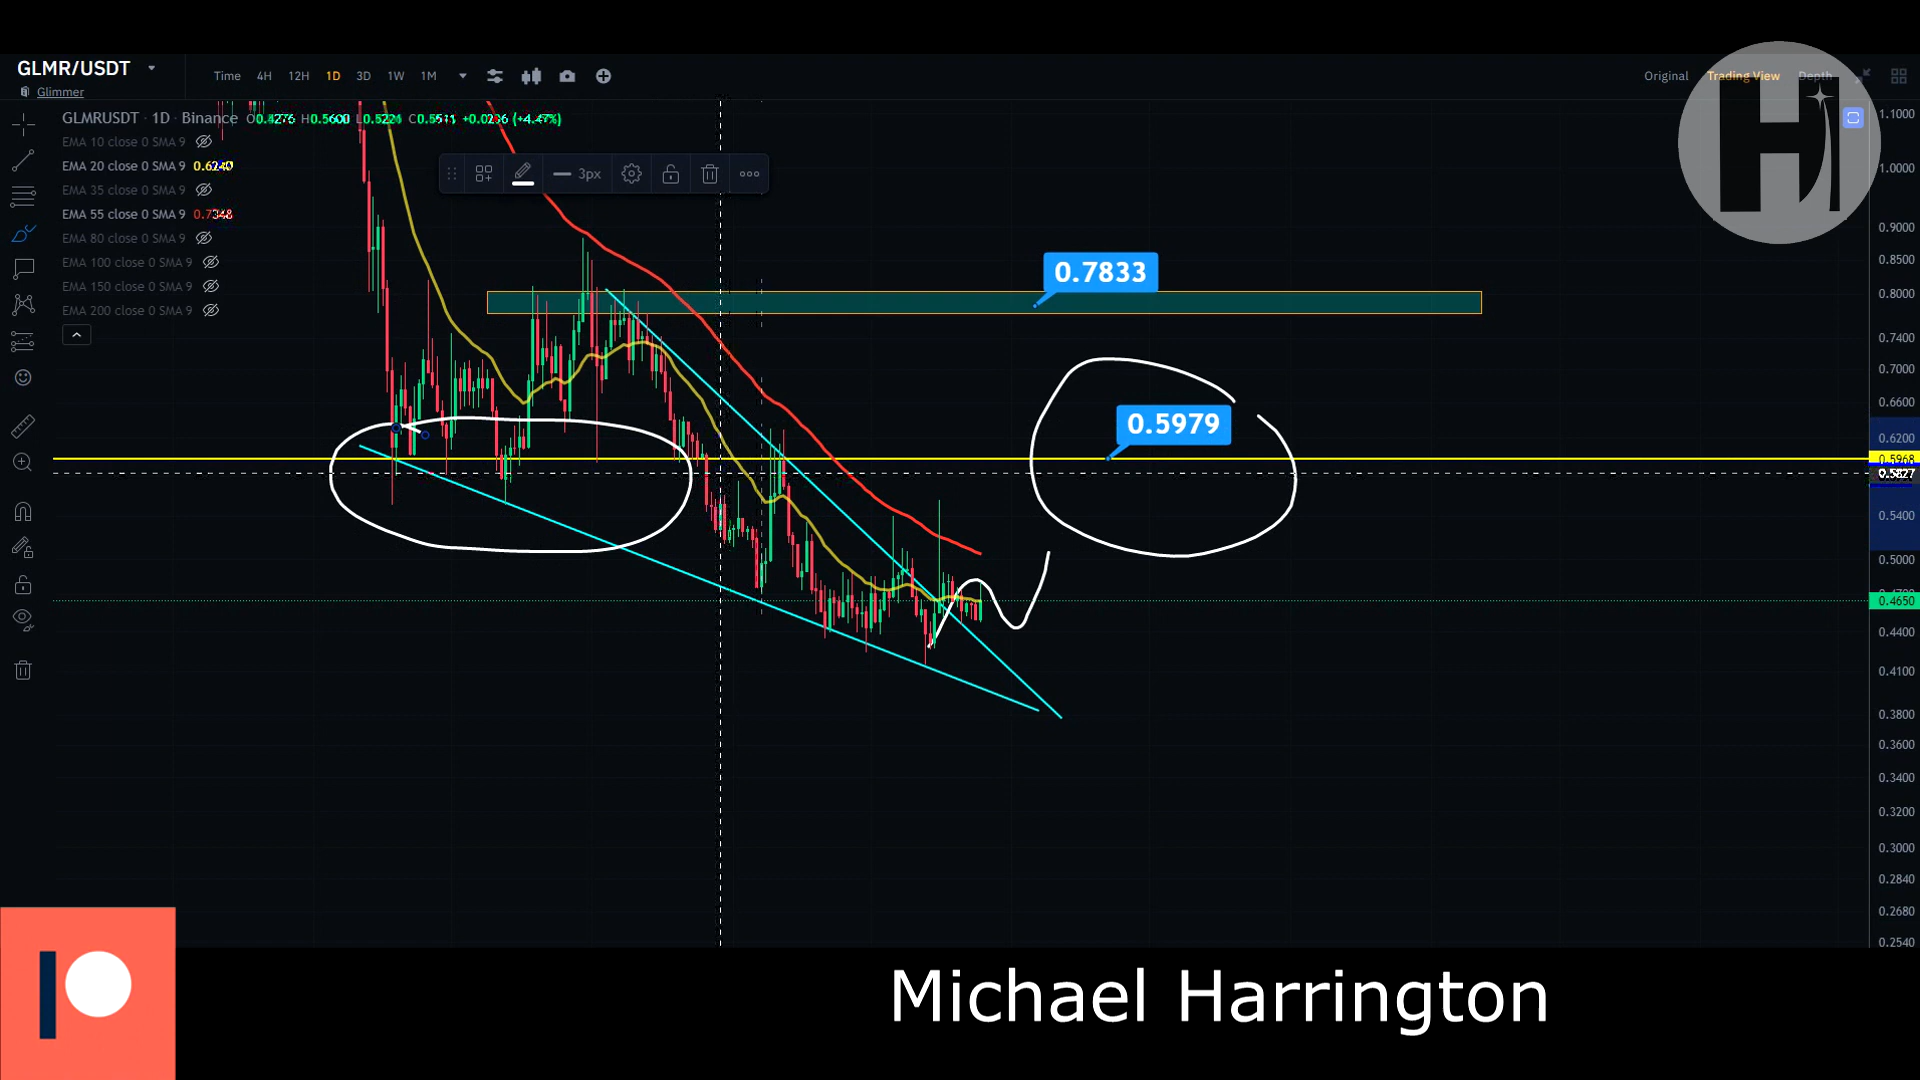 GLMR/USDT
Glimmer
Time 4H 12H 1D 3D 1W 1M
Original Trading View Depth
GLMRUSDT · 1D · Binance
EMA 10 close 0 SMA 9
EMA 20 close 0 SMA 9
EMA 35 close 0 SMA 9
EMA 55 close 0 SMA 9
EMA 80 close 0 SMA 9
EMA 100 close 0 SMA 9
EMA 150 close 0 SMA 9
EMA 200 close 0 SMA 9
3px
0.7833
0.5979
1.1000
1.0000
0.9000
0.8500
0.8000
0.7400
0.7000
0.6600
0.6200
0.5968
0.5827
0.5400
0.5000
0.4650
0.4400
0.4100
0.3800
0.3600
0.3400
0.3200
0.3000
0.2840
0.2680
0.2540
Michael Harrington